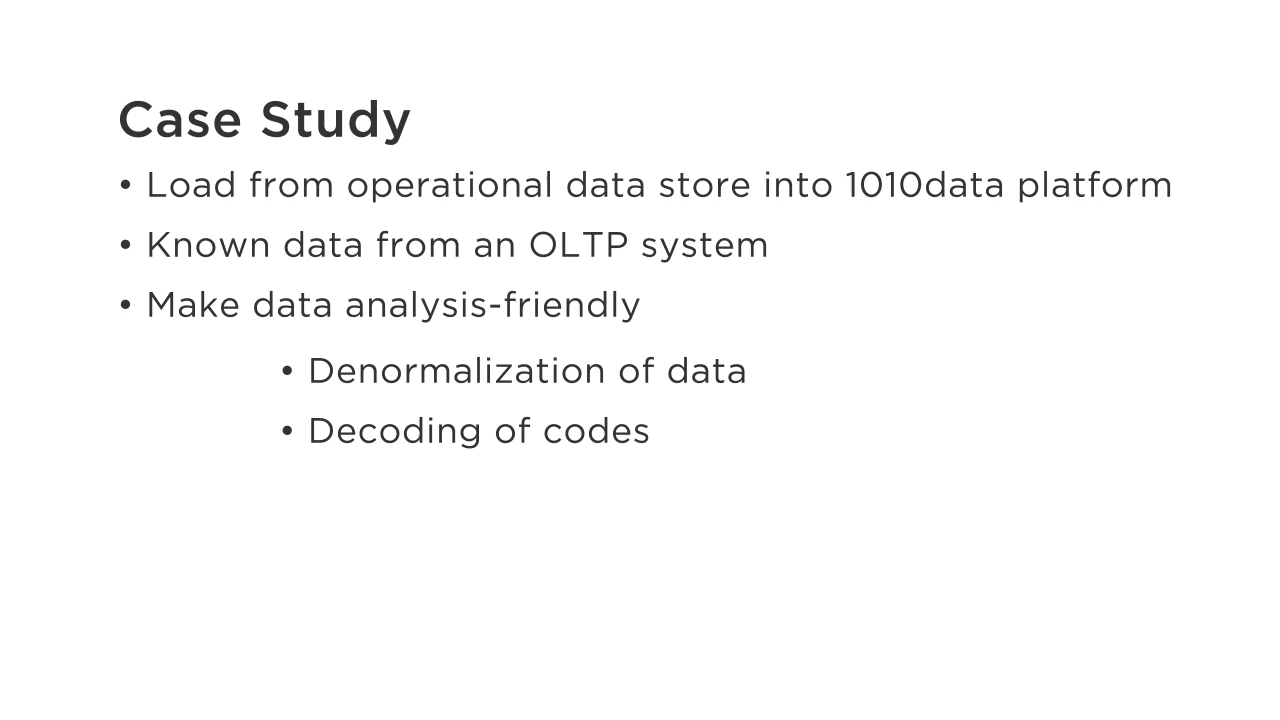 Case Study
• Load from operational data store into 1010data platform
• Known data from an OLTP system
• Make data analysis-friendly
• Denormalization of data
• Decoding of codes